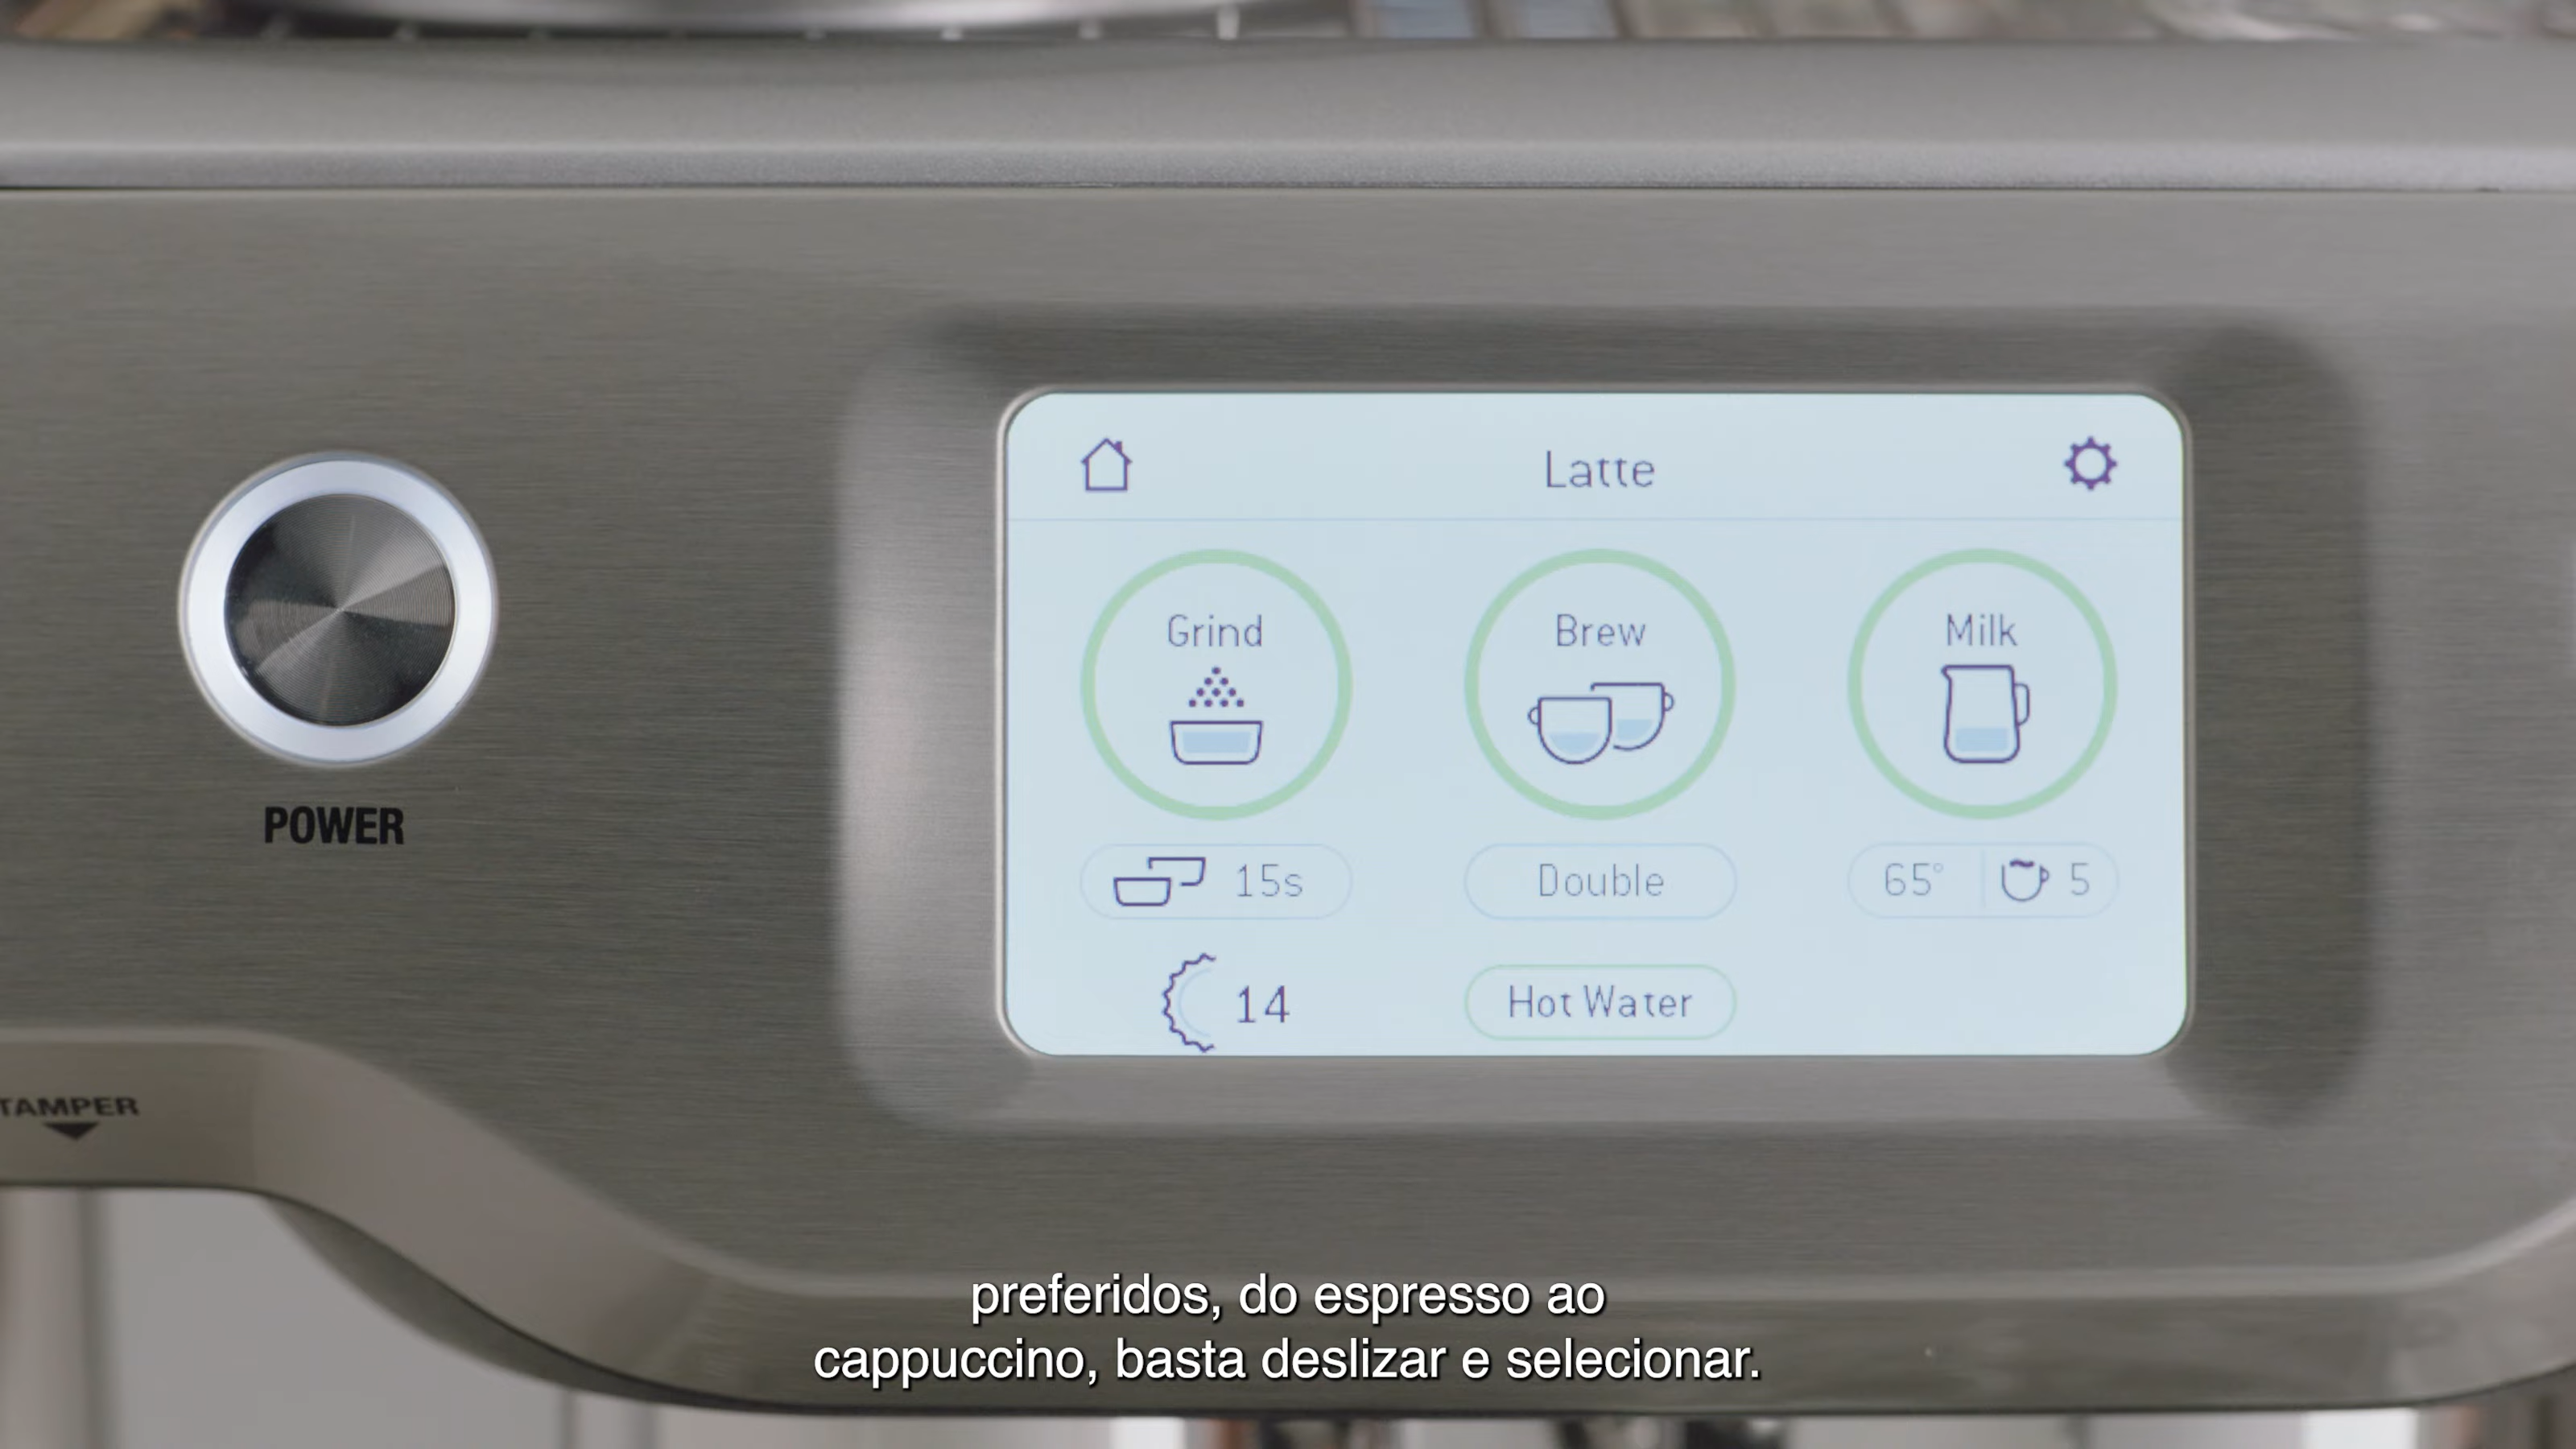 Latte
Grind
Brew
Milk
15s
Double
65° 5
14
Hot Water
POWER
TAMPER
preferidos, do espresso ao
cappuccino, basta deslizar e selecionar.